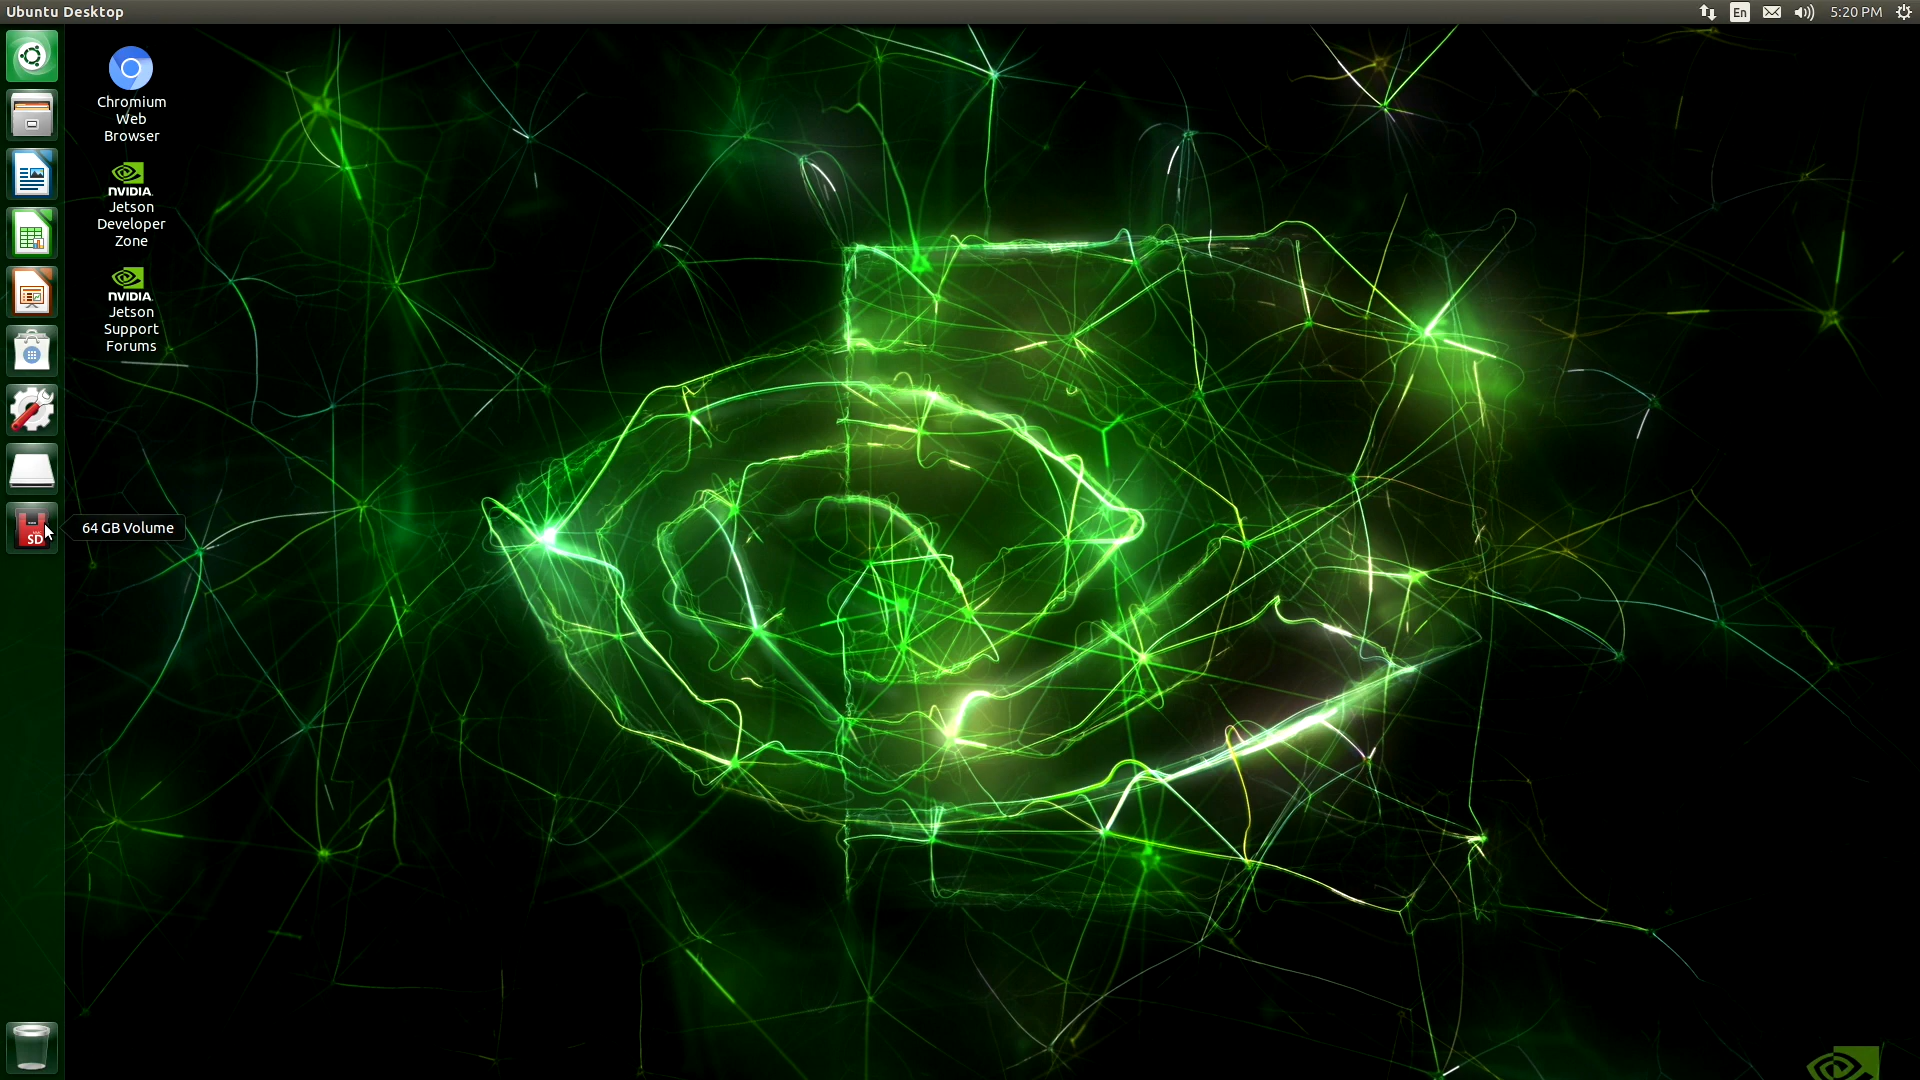 Ubuntu Desktop
En
5:20 PM
Chromium
Web
Browser
NVIDIA.
Jetson
Developer
Zone
NVIDIA.
Jetson
Support
Forums
SD
64 GB Volume